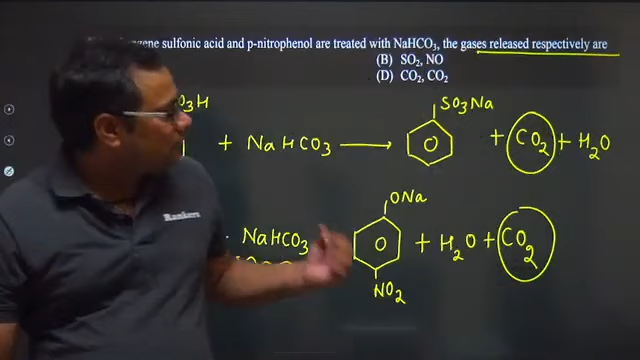 sulfonic acid and p-nitrophenol are treated with NaHCO₃, the gases released respectively are
(B) SO₂, NO
(D) CO₂, CO₂
O₃H + NaHCO₃ ⟶ SO₃Na + CO₂ + H₂O
Rankers
NaHCO₃ ONa + H₂O + CO₂
NO₂